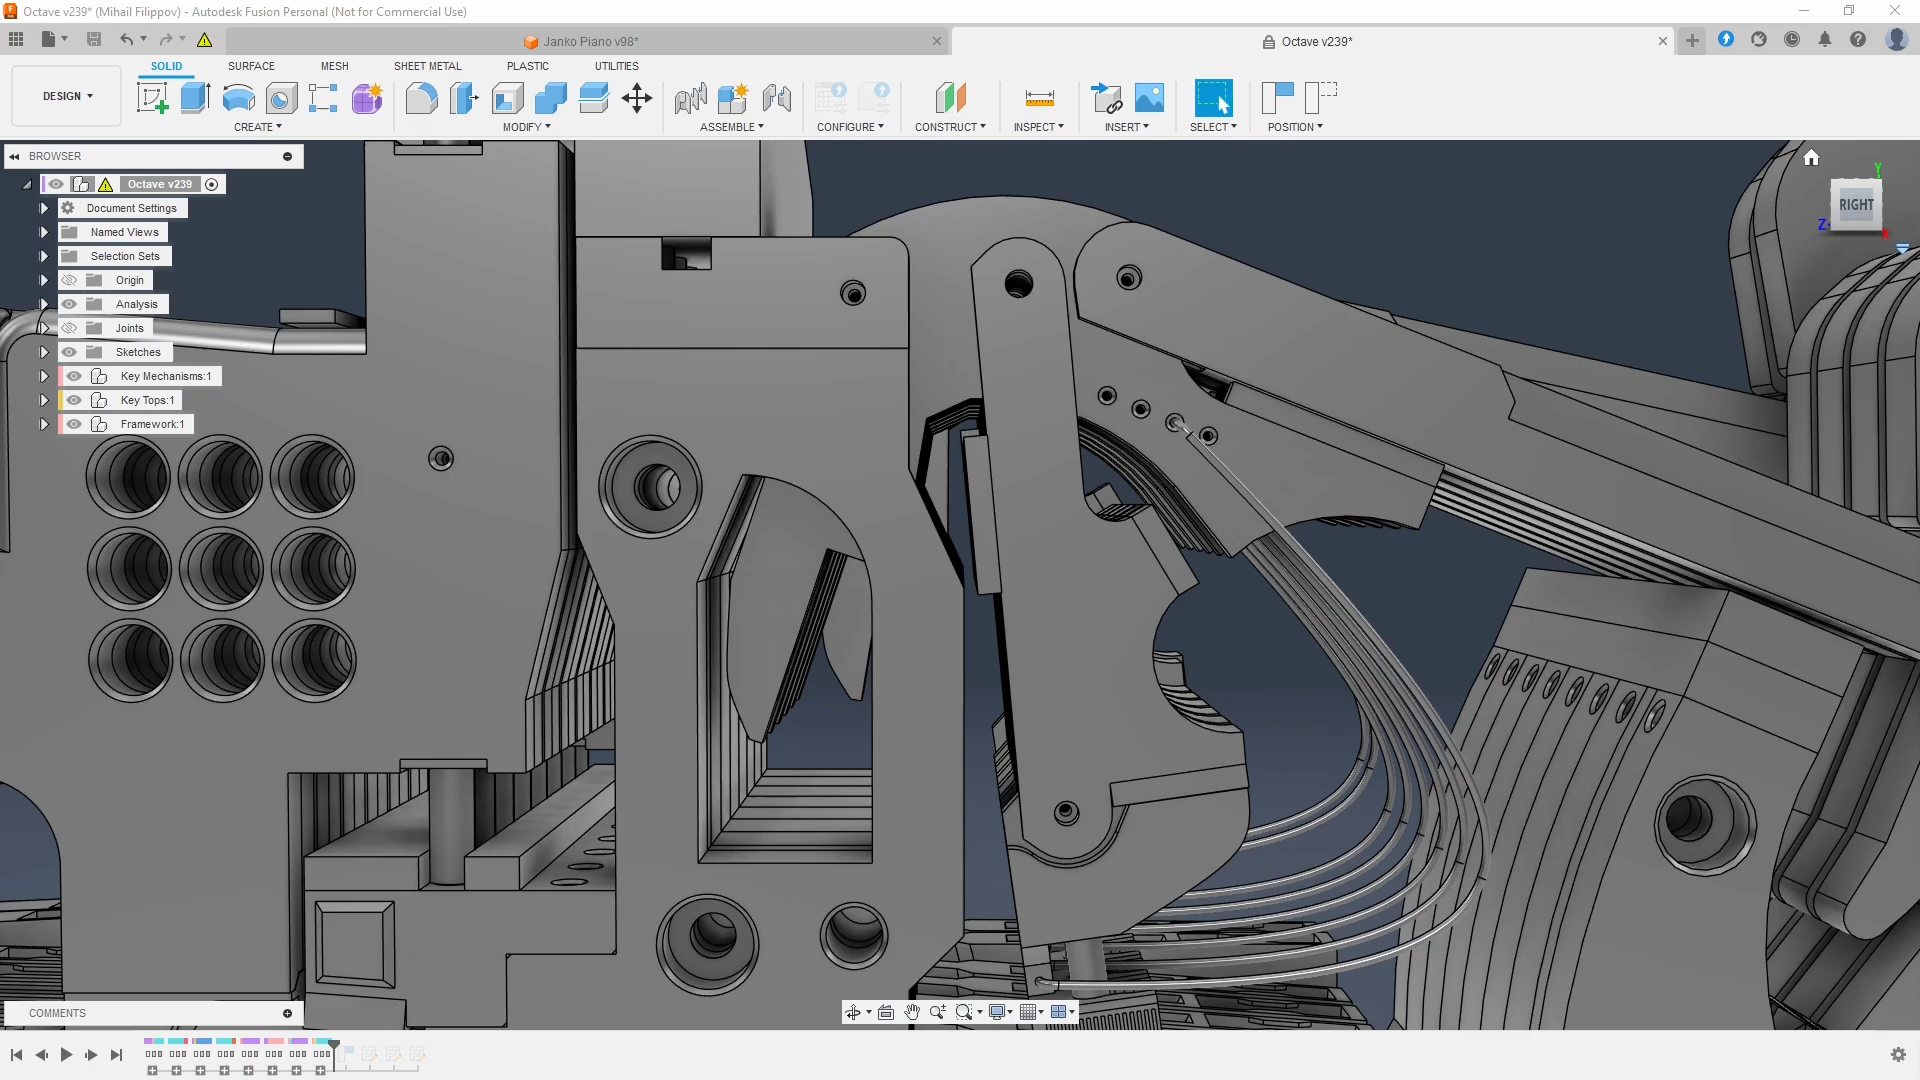 Octave v239* (Mihail Filippov) - Autodesk Fusion Personal (Not for Commercial Use)
Janko Piano v98*
Octave v239*
DESIGN
SOLID
SURFACE
MESH
SHEET METAL
PLASTIC
UTILITIES
CREATE
MODIFY
ASSEMBLE
CONFIGURE
CONSTRUCT
INSPECT
INSERT
SELECT
POSITION
BROWSER
Octave v239
Document Settings
Named Views
Selection Sets
Origin
Analysis
Joints
Sketches
Key Mechanisms:1
Key Tops:1
Framework:1
Y
RIGHT
Z
X
COMMENTS